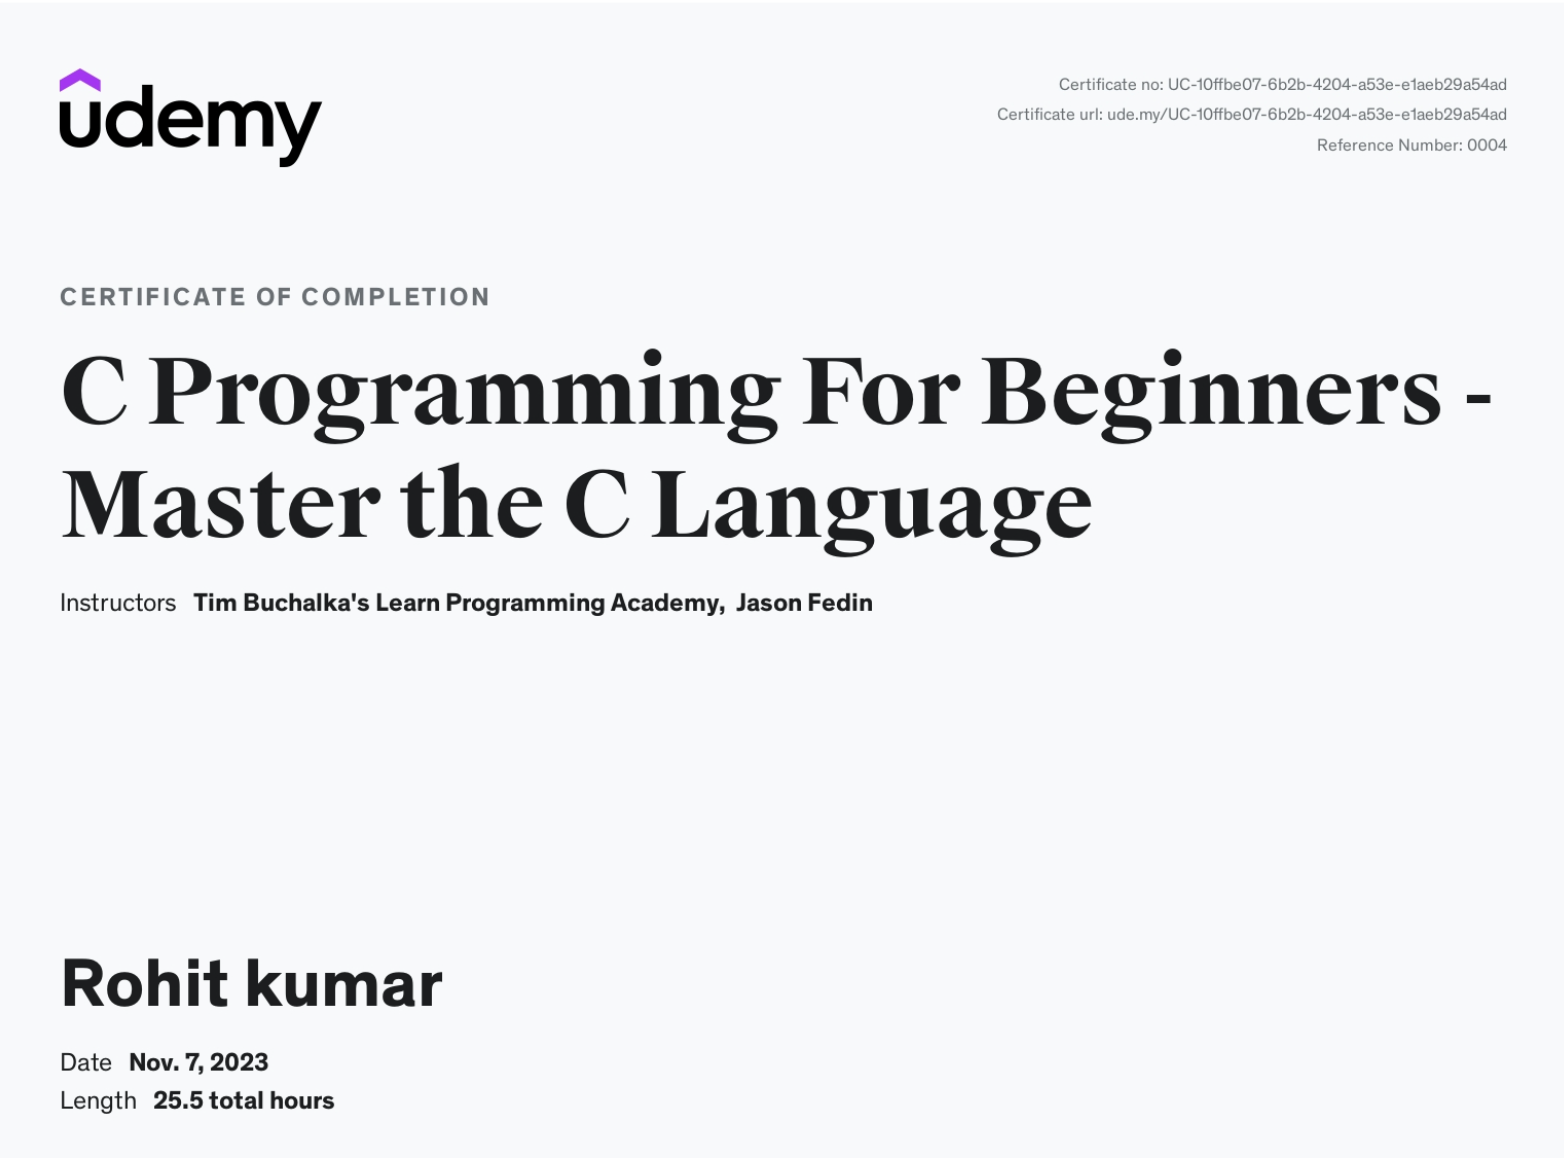 udemy
Certificate no: UC-10ffbe07-6b2b-4204-a53e-e1aeb29a54ad
Certificate url: ude.my/UC-10ffbe07-6b2b-4204-a53e-e1aeb29a54ad
Reference Number: 0004
CERTIFICATE OF COMPLETION
C Programming For Beginners -
Master the C Language
Instructors Tim Buchalka's Learn Programming Academy, Jason Fedin
Rohit kumar
Date Nov. 7, 2023
Length 25.5 total hours